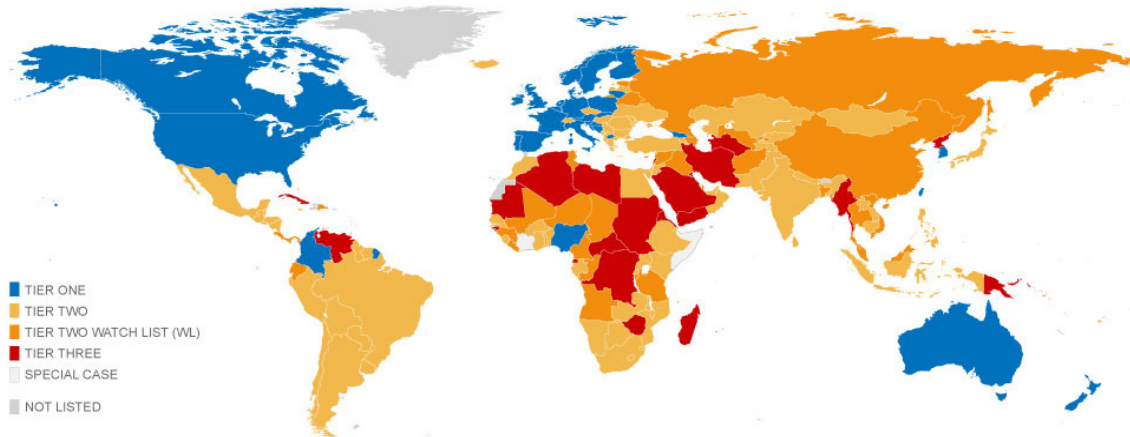 TIER ONE
TIER TWO
TIER TWO WATCH LIST (WL)
TIER THREE
SPECIAL CASE
NOT LISTED